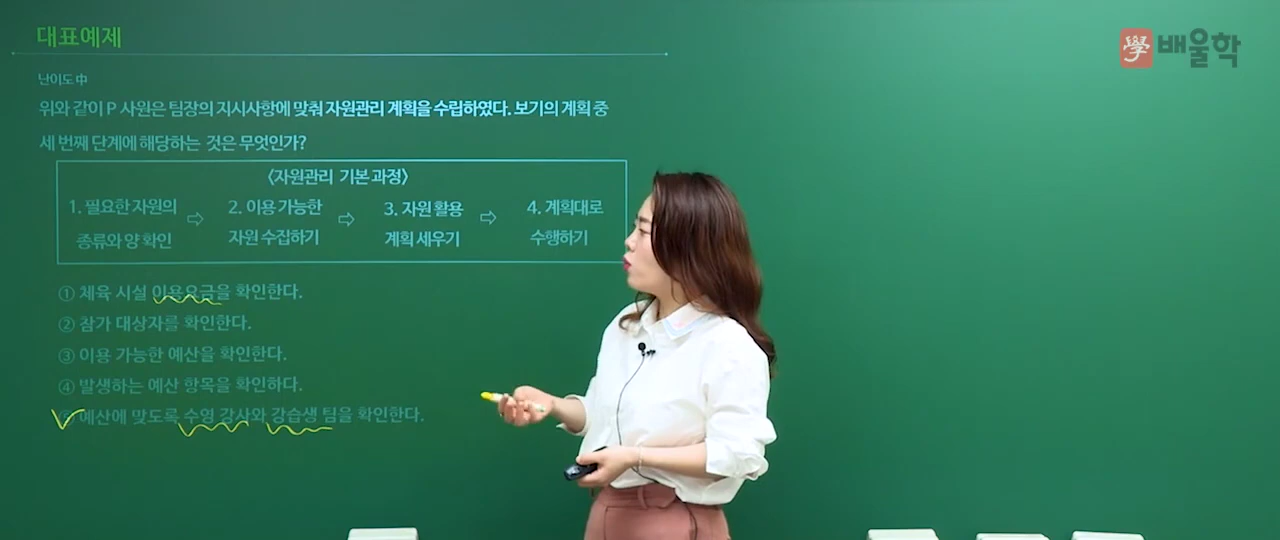 대표예제
學 배울학
난이도 中
위와 같이 P 사원은 팀장의 지시사항에 맞춰 자원관리 계획을 수립하였다. 보기의 계획 중
세 번째 단계에 해당하는 것은 무엇인가?
〈자원관리 기본 과정〉
1. 필요한 자원의 ⇨ 2. 이용 가능한 ⇨ 3. 자원 활용 ⇨ 4. 계획대로
종류와 양 확인 자원 수집하기 계획 세우기 수행하기
① 체육 시설 이용요금을 확인한다.
② 참가 대상자를 확인한다.
③ 이용 가능한 예산을 확인한다.
④ 발생하는 예산 항목을 확인하다.
⑤ 예산에 맞도록 수영 강사와 강습생 팀을 확인한다.